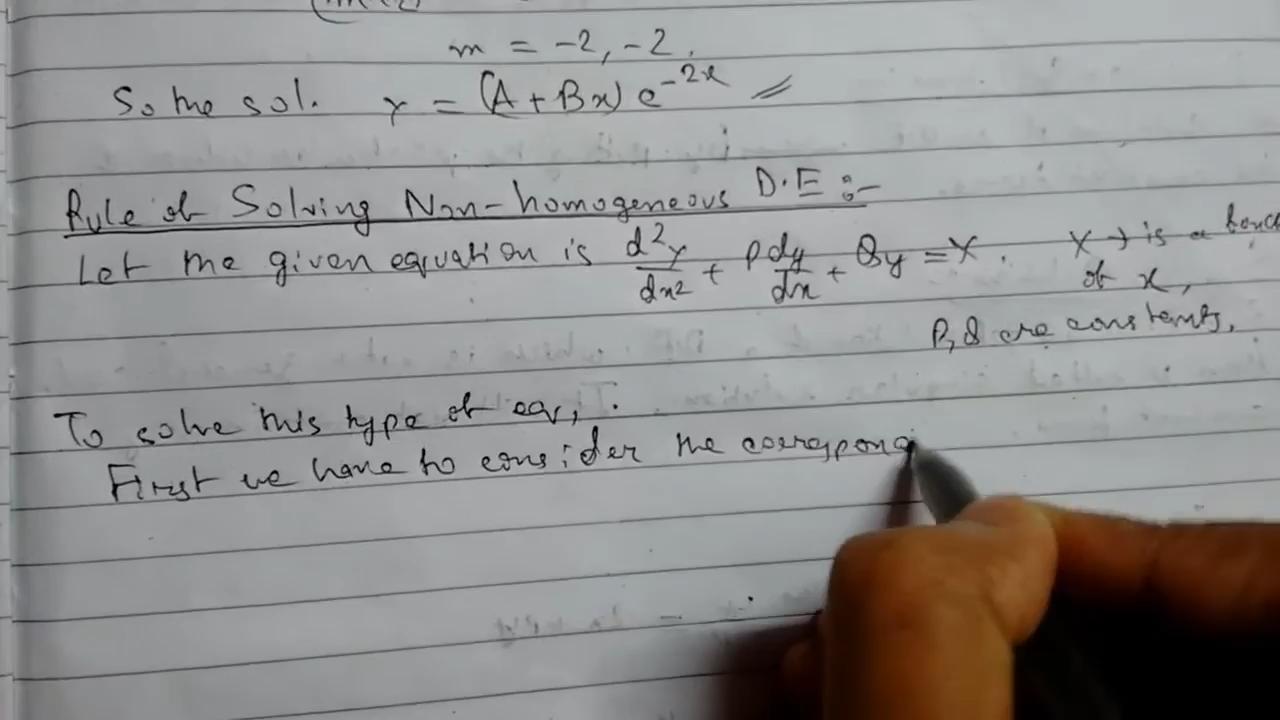 m = -2, -2.
So the sol. y = (A + Bx) e^-2x
Rule of Solving Non-homogeneous D.E :-
Let the given equation is d²y/dx² + P dy/dx + Qy = X. X → is a func
of x,
P, Q are constants,
To solve this type of eqn,
First we have to consider the correspond